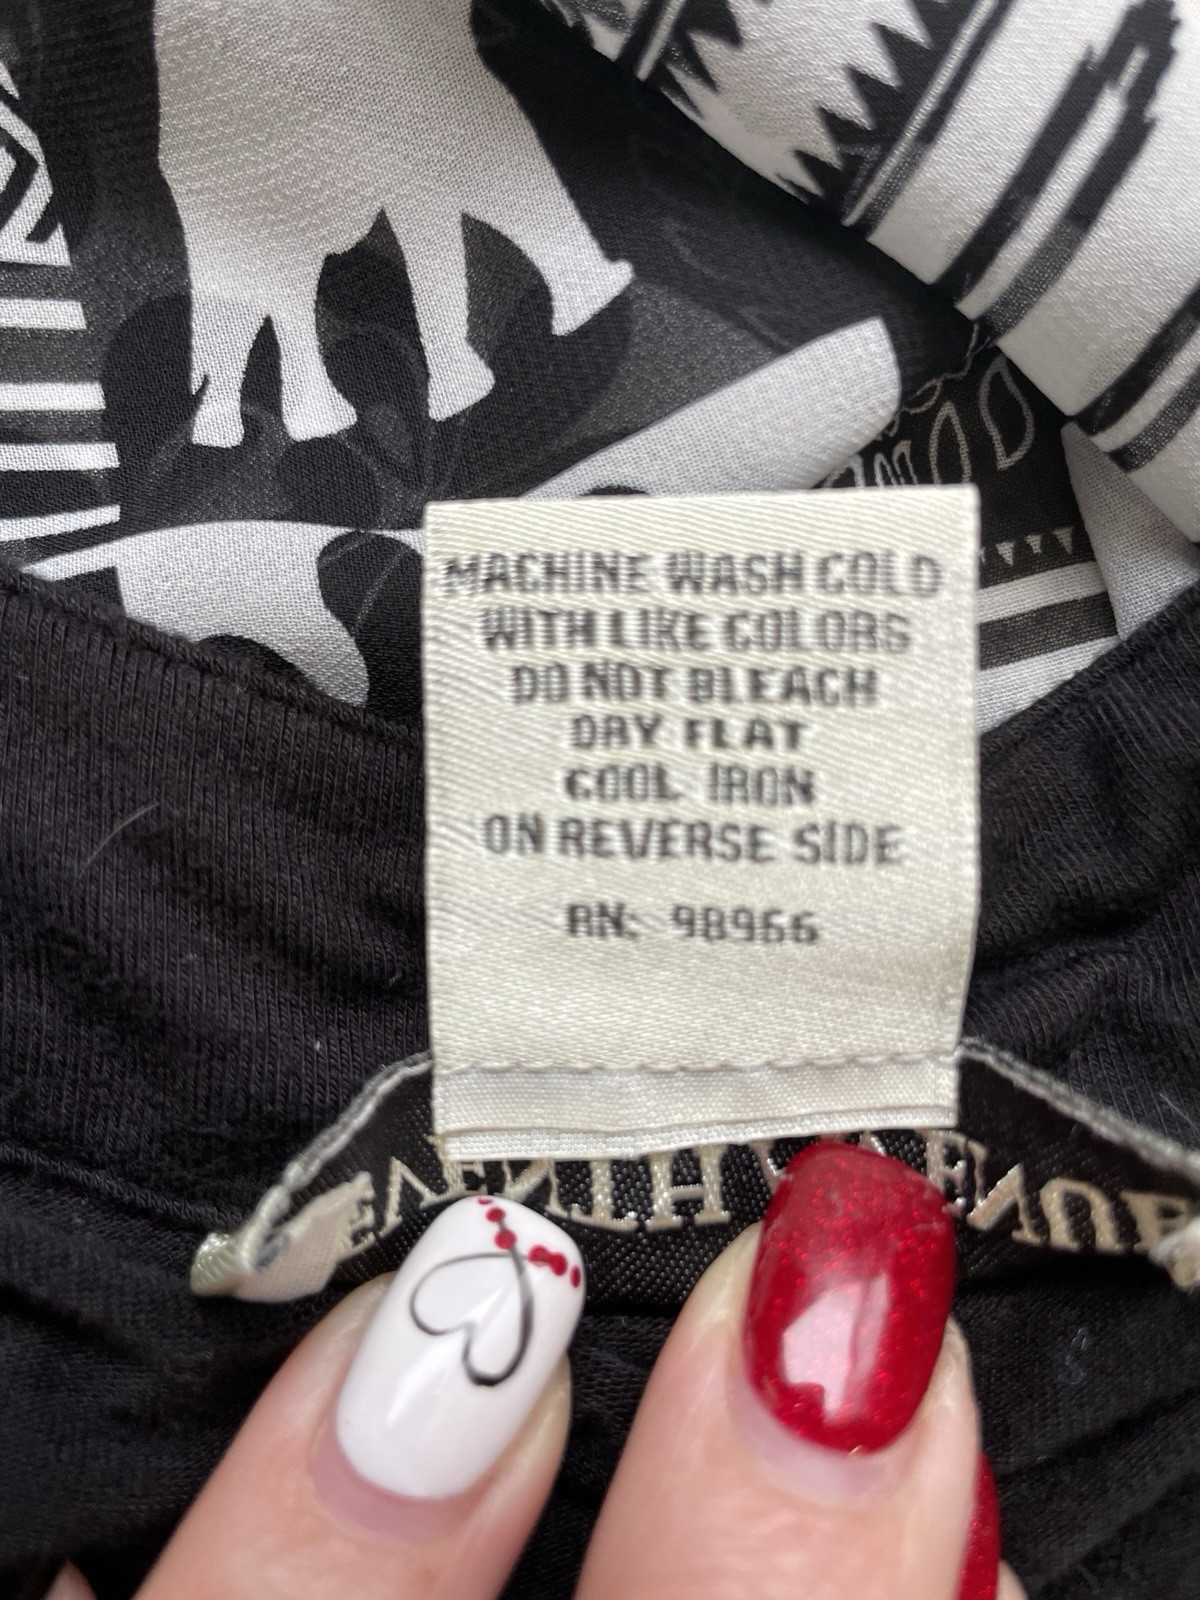 MACHINE WASH COLD
WITH LIKE COLORS
DO NOT BLEACH
DRY FLAT
COOL IRON
ON REVERSE SIDE
RN: 98966